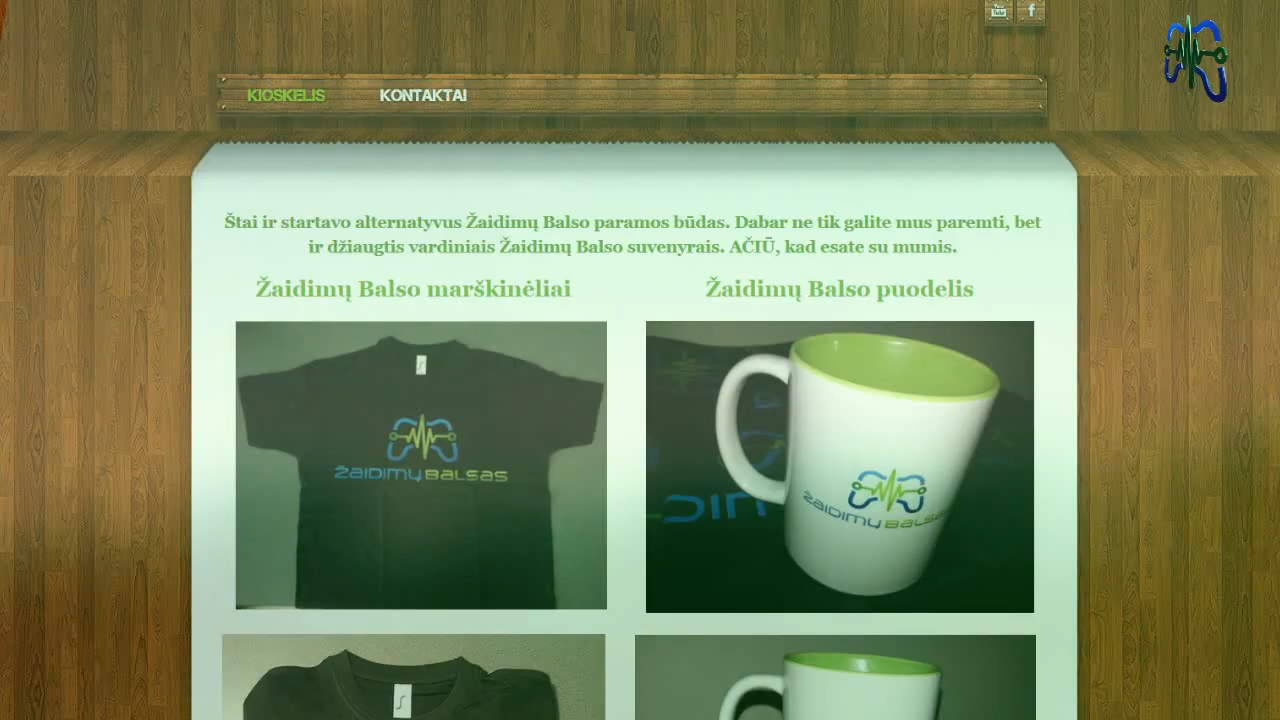 You
Tube
f
KIOSKELIS
KONTAKTAI
Štai ir startavo alternatyvus Žaidimų Balso paramos būdas. Dabar ne tik galite mus paremti, bet
ir džiaugtis vardiniais Žaidimų Balso suvenyrais. AČIŪ, kad esate su mumis.
Žaidimų Balso marškinėliai
Žaidimų Balso puodelis
ŽAIDIMŲ BALSAS
ŽAIDIMŲ BALSAS